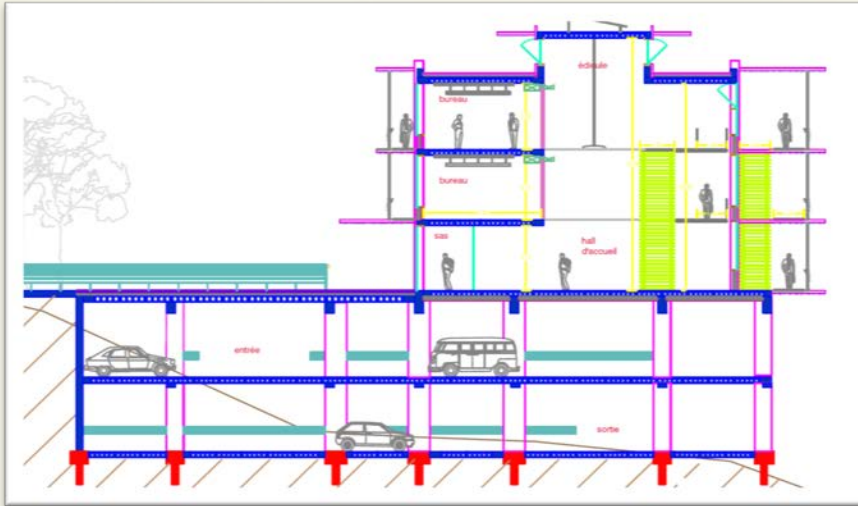 édicule
bureau
bureau
sas
hall
d'accueil
entrée
sortie